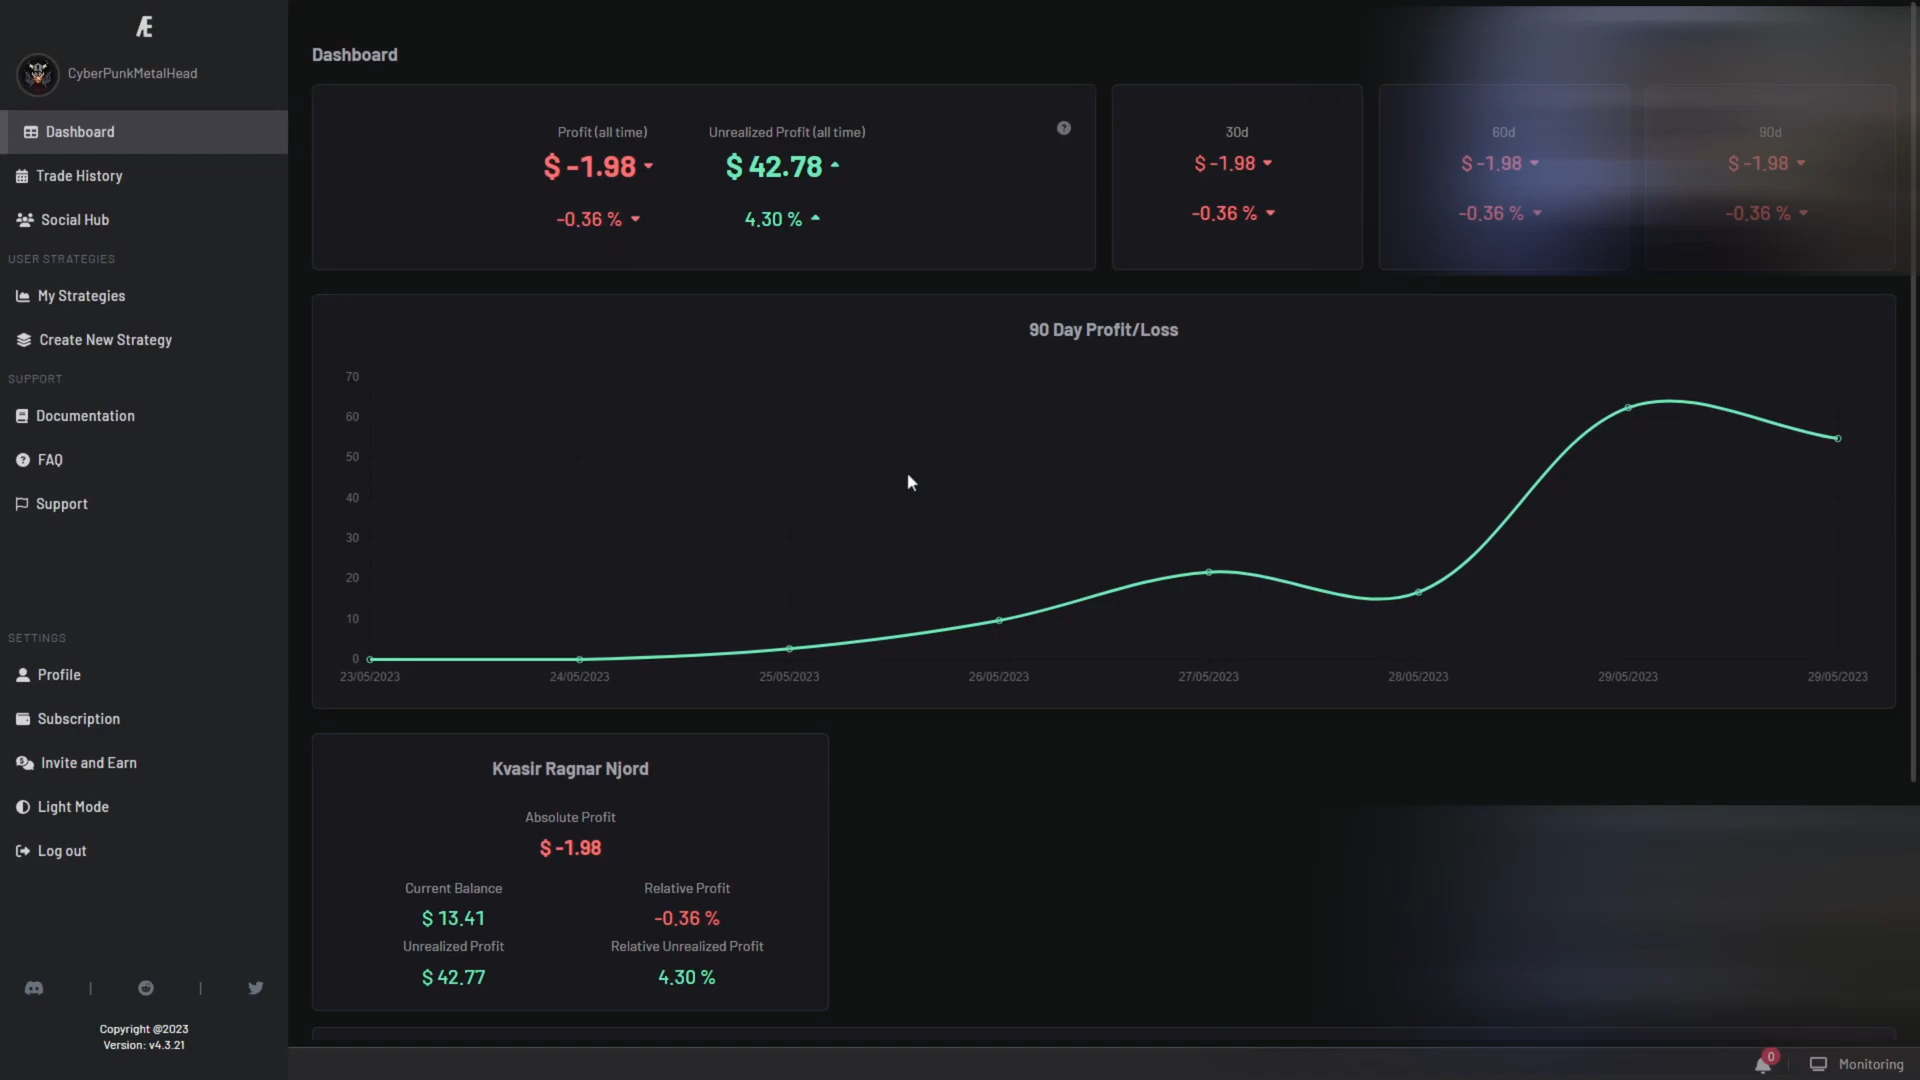 Æ
CyberPunkMetalHead
Dashboard
Trade History
Social Hub
USER STRATEGIES
My Strategies
Create New Strategy
SUPPORT
Documentation
FAQ
Support
SETTINGS
Profile
Subscription
Invite and Earn
Light Mode
Log out
Copyright @2023
Version: v4.3.21
Dashboard
Profit (all time)
$ -1.98
-0.36 %
Unrealized Profit (all time)
$ 42.78
4.30 %
?
30d
$ -1.98
-0.36 %
60d
$ -1.98
-0.36 %
90d
$ -1.98
-0.36 %
90 Day Profit/Loss
70
60
50
40
30
20
10
0
23/05/2023 24/05/2023 25/05/2023 26/05/2023 27/05/2023 28/05/2023 29/05/2023 29/05/2023
Kvasir Ragnar Njord
Absolute Profit
$ -1.98
Current Balance
$ 13.41
Relative Profit
-0.36 %
Unrealized Profit
$ 42.77
Relative Unrealized Profit
4.30 %
0
Monitoring